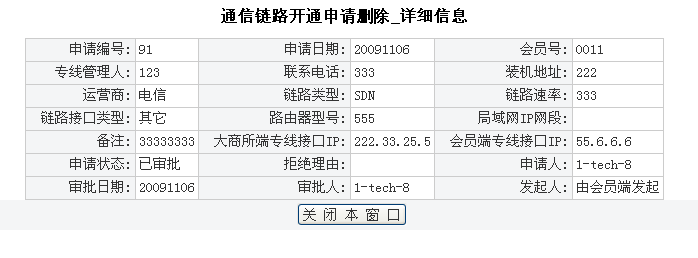 通信链路开通申请删除_详细信息
申请编号: 91 申请日期: 20091106 会员号: 0011
专线管理人: 123 联系电话: 333 装机地址: 222
运营商: 电信 链路类型: SDN 链路速率: 333
链路接口类型: 其它 路由器型号: 555 局域网IP网段:
备注: 33333333 大商所端专线接口IP: 222.33.25.5 会员端专线接口IP: 55.6.6.6
申请状态: 已审批 拒绝理由: 申请人: 1-tech-8
审批日期: 20091106 审批人: 1-tech-8 发起人: 由会员端发起
关 闭 本 窗 口